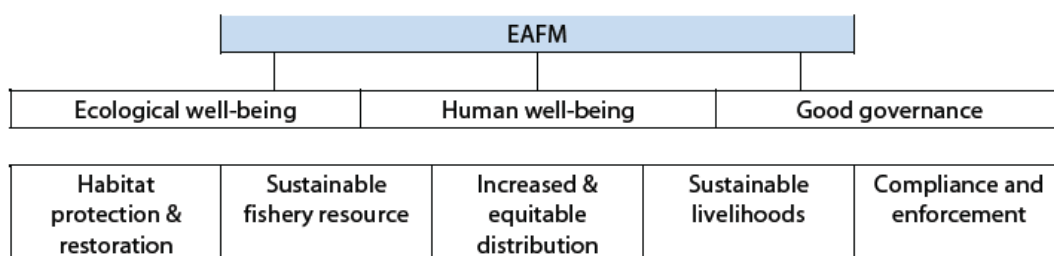 EAFM
Ecological well-being
Human well-being
Good governance
Habitat
protection &
restoration
Sustainable
fishery resource
Increased &
equitable
distribution
Sustainable
livelihoods
Compliance and
enforcement